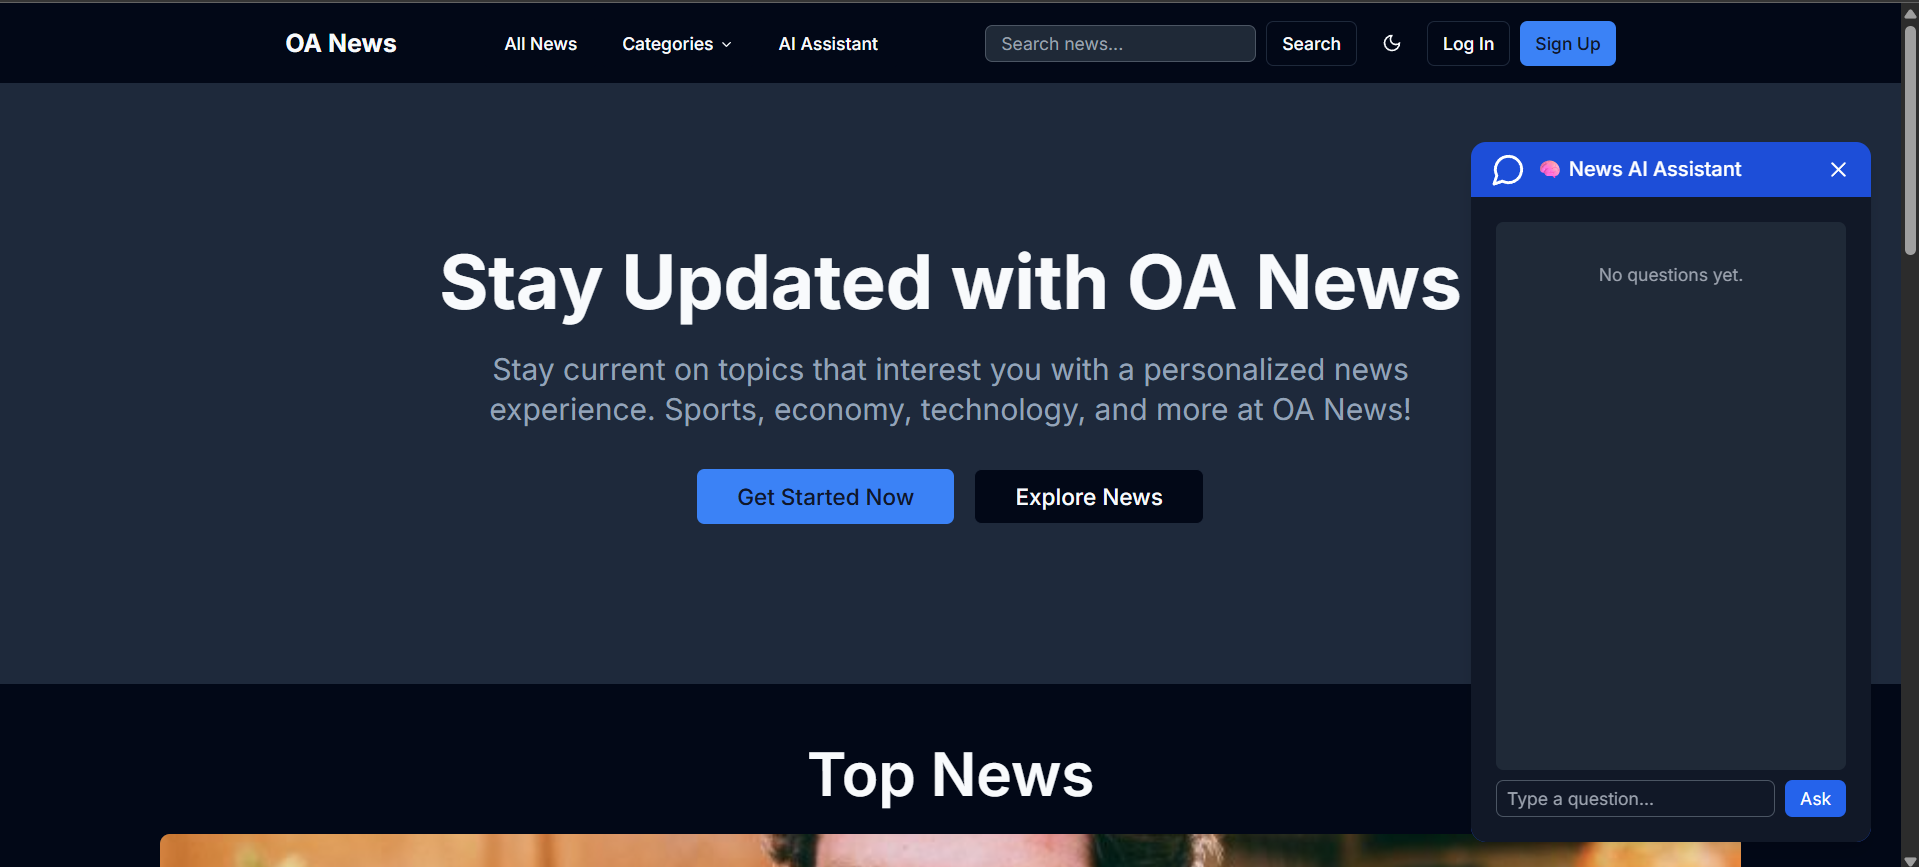 OA News
All News
Categories
AI Assistant
Search news...
Search
Log In
Sign Up
News AI Assistant
No questions yet.
Stay Updated with OA News
Stay current on topics that interest you with a personalized news
experience. Sports, economy, technology, and more at OA News!
Get Started Now
Explore News
Top News
Type a question...
Ask